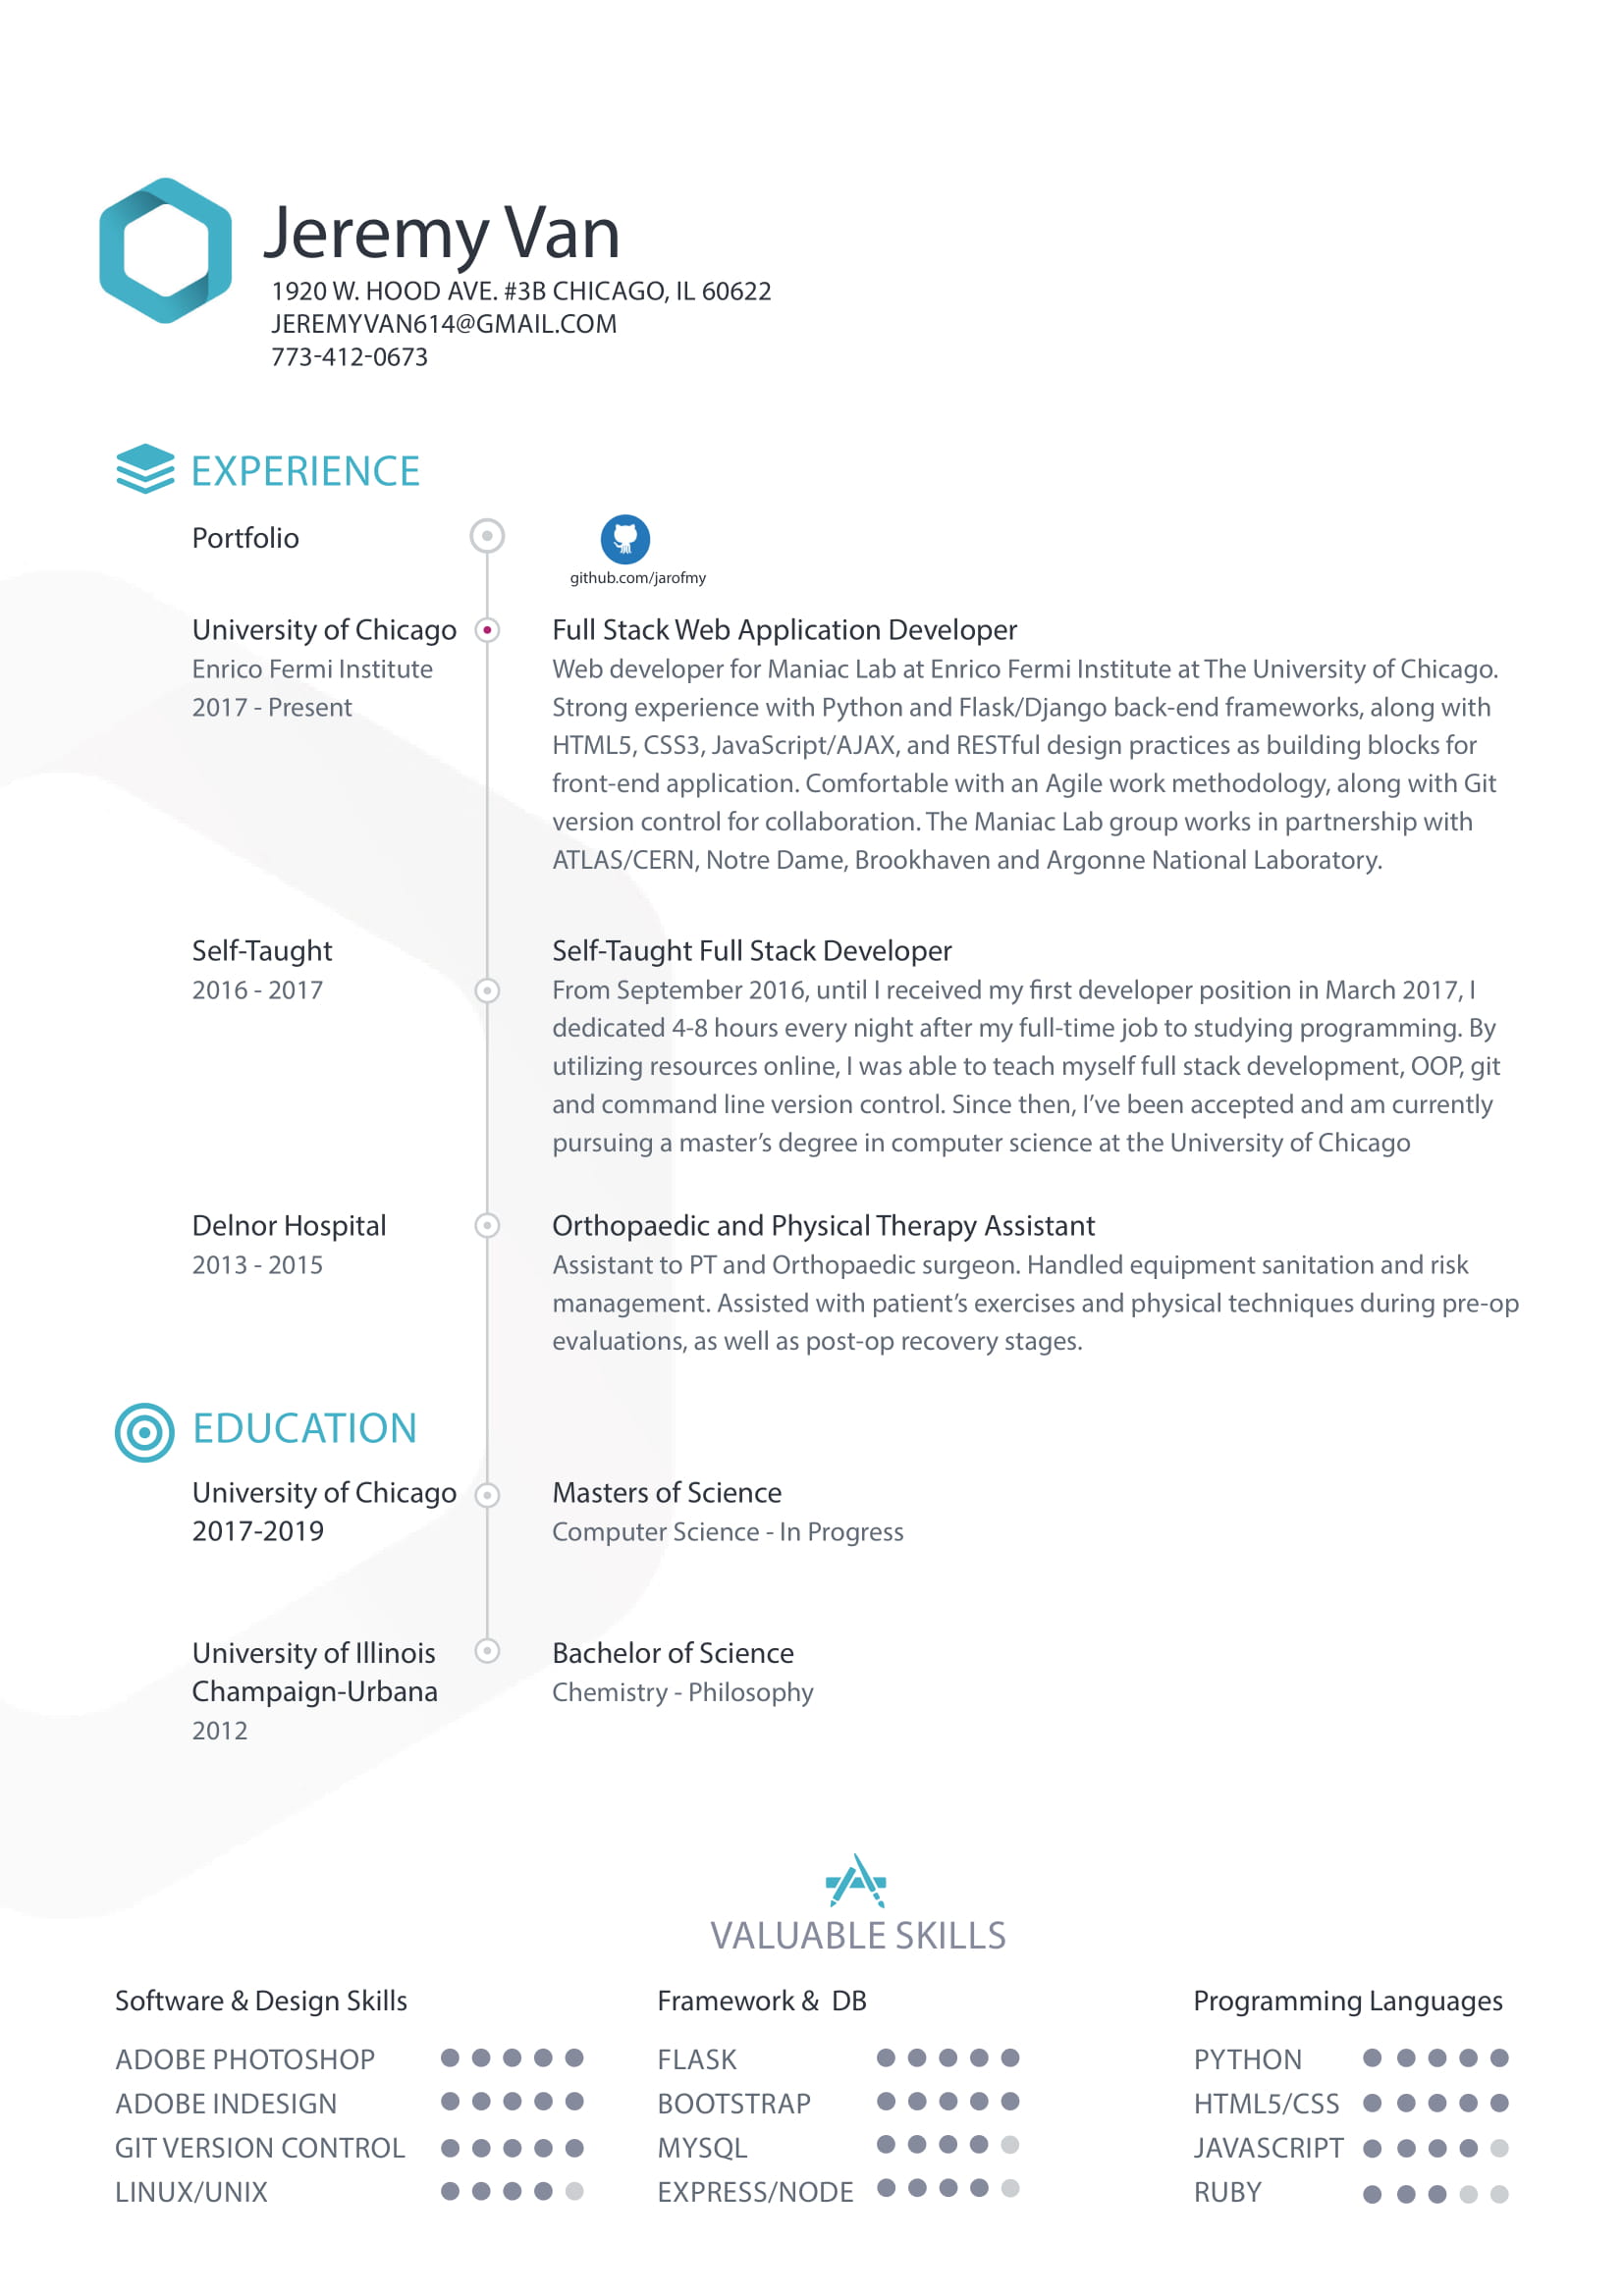 Jeremy Van
1920 W. HOOD AVE. #3B CHICAGO, IL 60622
JEREMYVAN614@GMAIL.COM
773-412-0673
EXPERIENCE
Portfolio
github.com/jarofmy
University of Chicago
Enrico Fermi Institute
2017 - Present
Full Stack Web Application Developer
Web developer for Maniac Lab at Enrico Fermi Institute at The University of Chicago.
Strong experience with Python and Flask/Django back-end frameworks, along with
HTML5, CSS3, JavaScript/AJAX, and RESTful design practices as building blocks for
front-end application. Comfortable with an Agile work methodology, along with Git
version control for collaboration. The Maniac Lab group works in partnership with
ATLAS/CERN, Notre Dame, Brookhaven and Argonne National Laboratory.
Self-Taught
2016 - 2017
Self-Taught Full Stack Developer
From September 2016, until I received my first developer position in March 2017, I
dedicated 4-8 hours every night after my full-time job to studying programming. By
utilizing resources online, I was able to teach myself full stack development, OOP, git
and command line version control. Since then, I’ve been accepted and am currently
pursuing a master’s degree in computer science at the University of Chicago
Delnor Hospital
2013 - 2015
Orthopaedic and Physical Therapy Assistant
Assistant to PT and Orthopaedic surgeon. Handled equipment sanitation and risk
management. Assisted with patient’s exercises and physical techniques during pre-op
evaluations, as well as post-op recovery stages.
EDUCATION
University of Chicago
2017-2019
Masters of Science
Computer Science - In Progress
University of Illinois
Champaign-Urbana
2012
Bachelor of Science
Chemistry - Philosophy
VALUABLE SKILLS
Software & Design Skills
ADOBE PHOTOSHOP
ADOBE INDESIGN
GIT VERSION CONTROL
LINUX/UNIX
Framework & DB
FLASK
BOOTSTRAP
MYSQL
EXPRESS/NODE
Programming Languages
PYTHON
HTML5/CSS
JAVASCRIPT
RUBY